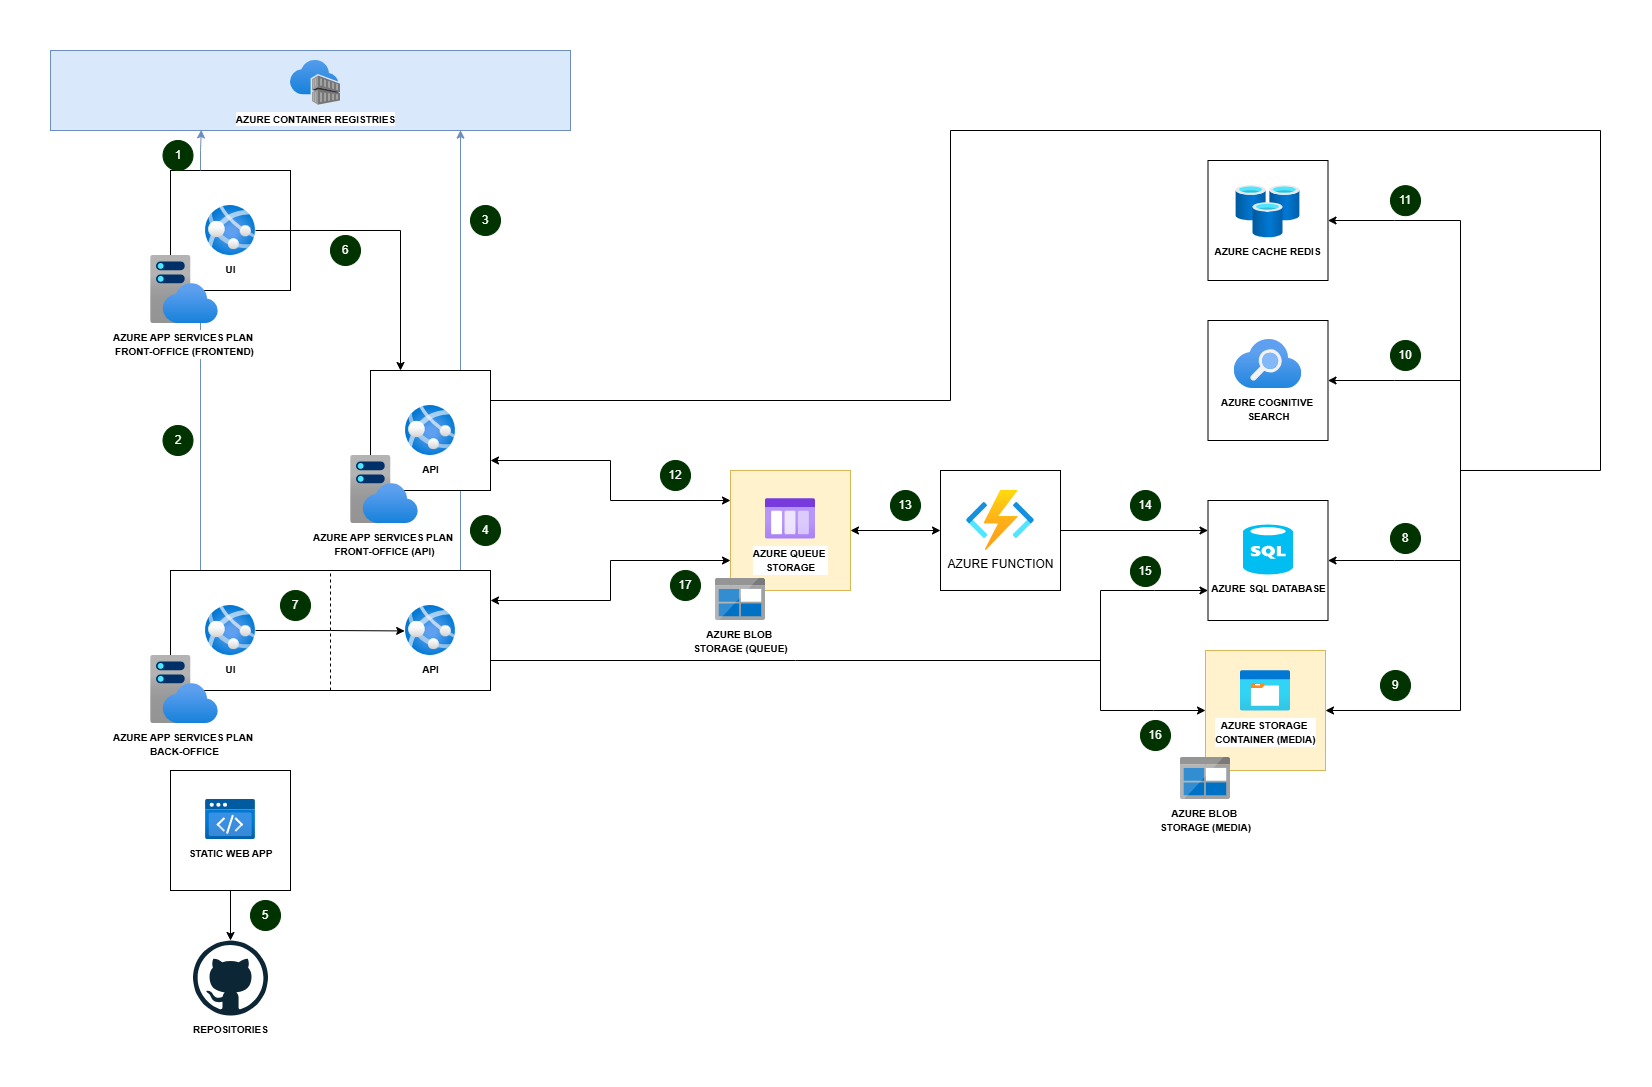 AZURE CONTAINER REGISTRIES
1
UI
6
3
11
AZURE CACHE REDIS
AZURE APP SERVICES PLAN
FRONT-OFFICE (FRONTEND)
10
AZURE COGNITIVE
SEARCH
2
API
12
13
14
8
AZURE APP SERVICES PLAN
FRONT-OFFICE (API)
4
AZURE QUEUE
STORAGE
AZURE FUNCTION
SQL
AZURE SQL DATABASE
15
17
7
UI
API
AZURE BLOB
STORAGE (QUEUE)
9
AZURE STORAGE
CONTAINER (MEDIA)
16
AZURE APP SERVICES PLAN
BACK-OFFICE
AZURE BLOB
STORAGE (MEDIA)
</>
STATIC WEB APP
5
REPOSITORIES